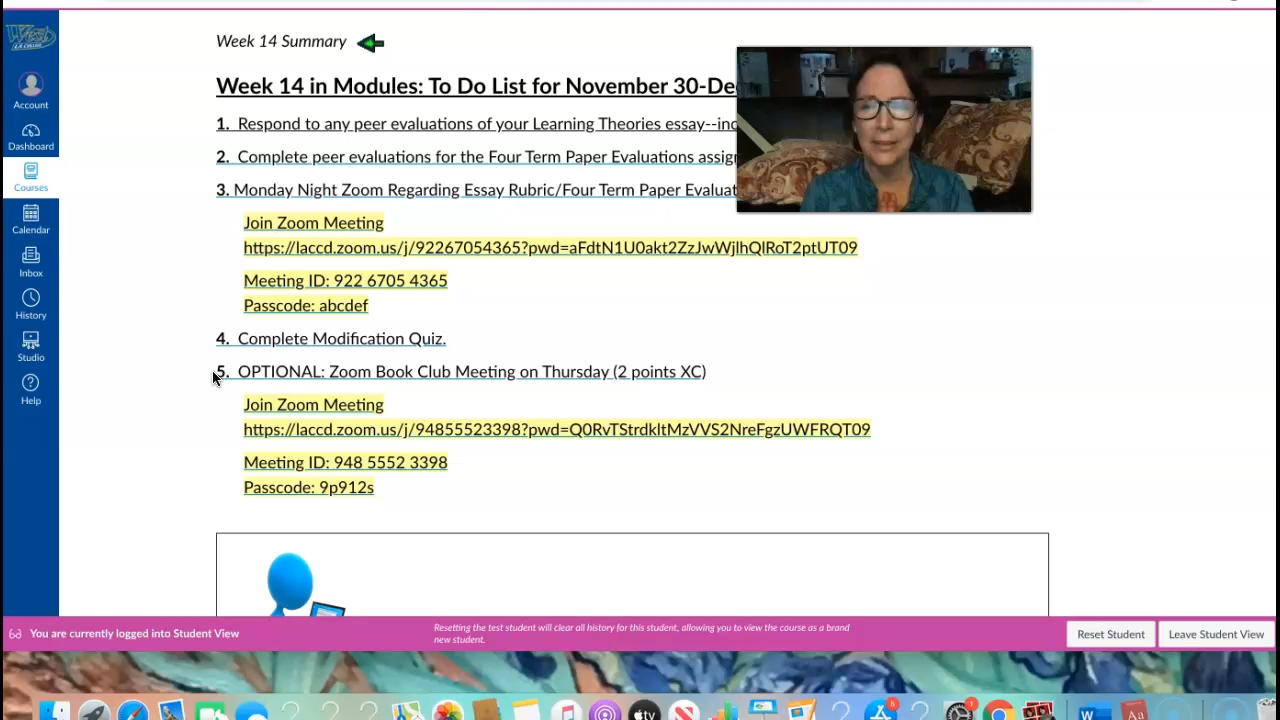 West
L.A. COLLEGE
Account
Dashboard
Courses
Calendar
Inbox
History
Studio
Help
Week 14 Summary
Week 14 in Modules: To Do List for November 30-Dec
1. Respond to any peer evaluations of your Learning Theories essay--inc
2. Complete peer evaluations for the Four Term Paper Evaluations assig
3. Monday Night Zoom Regarding Essay Rubric/Four Term Paper Evaluat
Join Zoom Meeting
https://laccd.zoom.us/j/92267054365?pwd=aFdtN1U0akt2ZzJwWjlhQlRoT2ptUT09
Meeting ID: 922 6705 4365
Passcode: abcdef
4. Complete Modification Quiz.
5. OPTIONAL: Zoom Book Club Meeting on Thursday (2 points XC)
Join Zoom Meeting
https://laccd.zoom.us/j/94855523398?pwd=Q0RvTStrdkltMzVVS2NreFgzUWFRQT09
Meeting ID: 948 5552 3398
Passcode: 9p912s
You are currently logged into Student View
Resetting the test student will clear all history for this student, allowing you to view the course as a brand
new student.
Reset Student
Leave Student View
tv
W
Aa